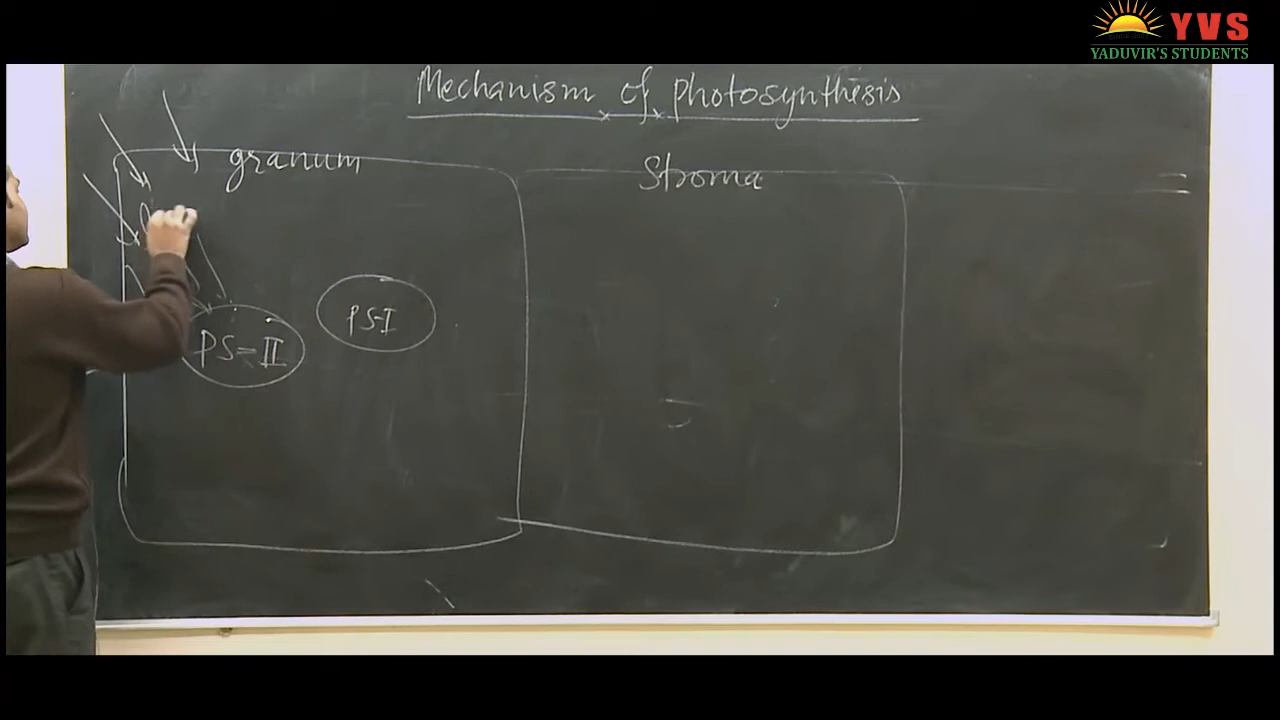 YVS
YADUVIR'S STUDENTS
Mechanism of photosynthesis
granum
Stroma
PS-I
PS-II